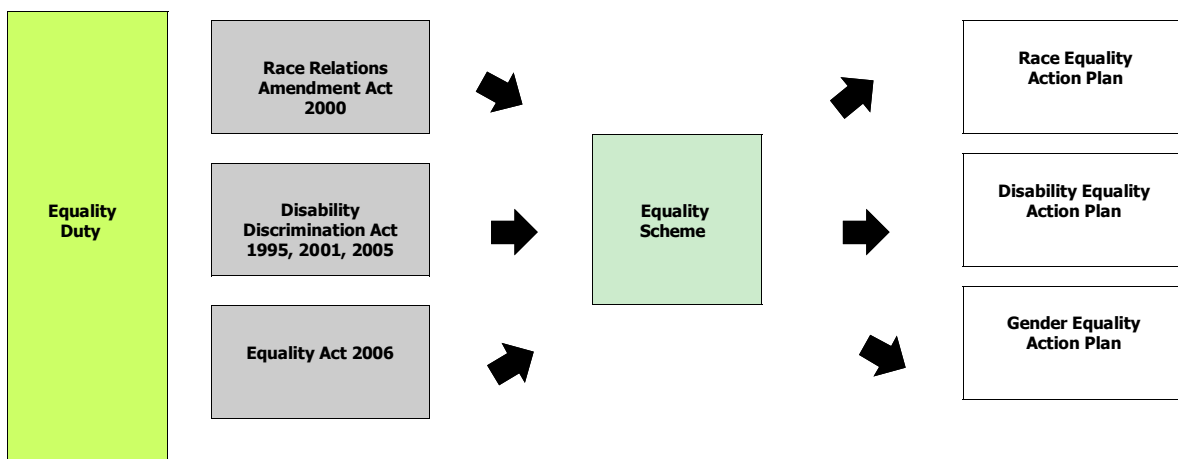 Equality
Duty
Race Relations
Amendment Act
2000
Disability
Discrimination Act
1995, 2001, 2005
Equality Act 2006
Equality
Scheme
Race Equality
Action Plan
Disability Equality
Action Plan
Gender Equality
Action Plan